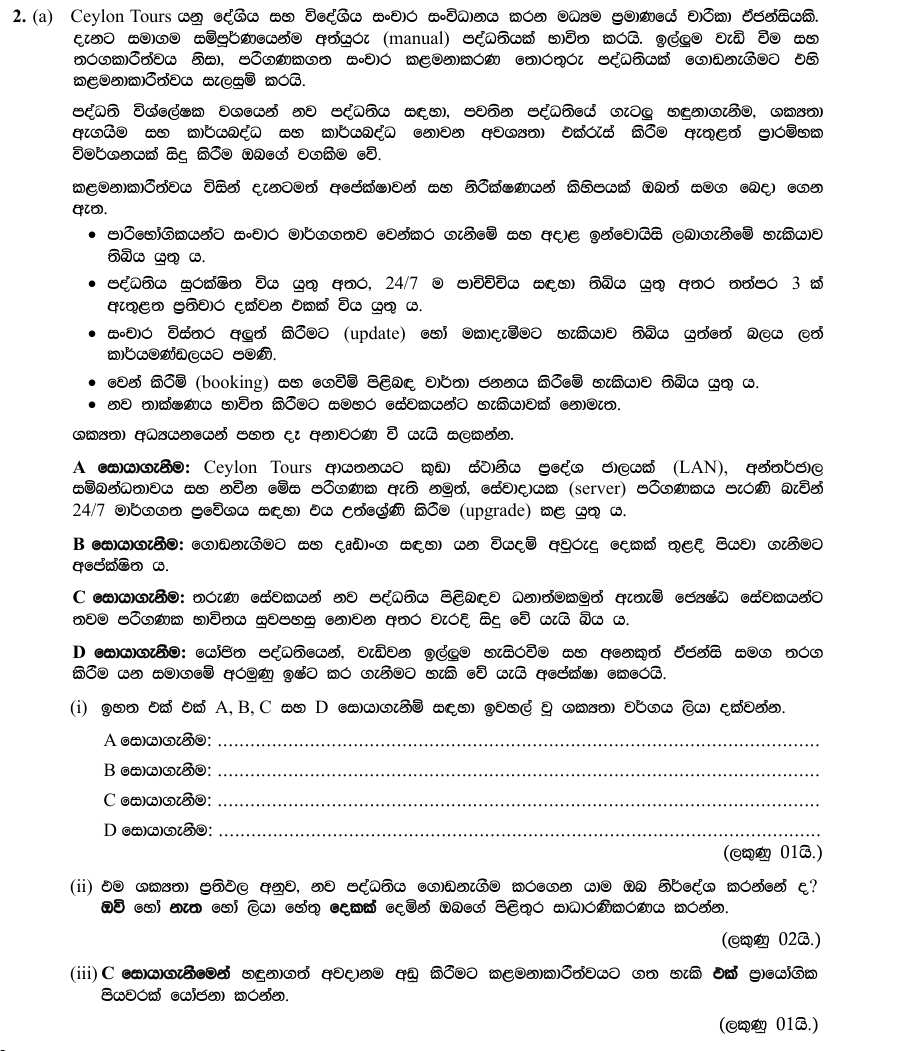 2. (a) Ceylon Tours යනු දේශීය සහ විදේශීය සංචාර සංවිධානය කරන මධ්‍යම ප්‍රමාණයේ චාරිකා ඒජන්සියකි.
දැනට සමාගම සම්පූර්ණයෙන්ම අත්යුරු (manual) පද්ධතියක් භාවිත කරයි. ඉල්ලුම වැඩි වීම සහ
තරගකාරීත්වය නිසා, පරිගණකගත සංචාර කළමනාකරණ තොරතුරු පද්ධතියක් ගොඩනැගීමට එහි
කළමනාකාරීත්වය සැලසුම් කරයි.
පද්ධති විශ්ලේෂක වශයෙන් නව පද්ධතිය සඳහා, පවතින පද්ධතියේ ගැටලු හඳුනාගැනීම, ශක්‍යතා
ඇගයීම සහ කාර්යබද්ධ සහ කාර්යබද්ධ නොවන අවශ්‍යතා එක්රැස් කිරීම ඇතුළත් ප්‍රාරම්භක
විමර්ශනයක් සිදු කිරීම ඔබගේ වගකීම වේ.
කළමනාකාරීත්වය විසින් දැනටමත් අපේක්ෂාවන් සහ නිරීක්ෂණයන් කිහිපයක් ඔබත් සමග බෙදා ගෙන
ඇත.
• පාරිභෝගිකයන්ට සංචාර මාර්ගගතව වෙන්කර ගැනීමේ සහ අදාළ ඉන්වොයිසි ලබාගැනීමේ හැකියාව
තිබිය යුතු ය.
• පද්ධතිය සුරක්ෂිත විය යුතු අතර, 24/7 ම පාවිච්චිය සඳහා තිබිය යුතු අතර තත්පර 3 ක්
ඇතුළත ප්‍රතිචාර දක්වන එකක් විය යුතු ය.
• සංචාර විස්තර අලුත් කිරීමට (update) හෝ මකාදැමීමට හැකියාව තිබිය යුත්තේ බලය ලත්
කාර්යමණ්ඩලයට පමණි.
• වෙන් කිරීම් (booking) සහ ගෙවීම් පිළිබඳ වාර්තා ජනනය කිරීමේ හැකියාව තිබිය යුතු ය.
• නව තාක්ෂණය භාවිත කිරීමට සමහර සේවකයන්ට හැකියාවක් නොමැත.
ශක්‍යතා අධ්‍යයනයෙන් පහත දෑ අනාවරණ වී යැයි සලකන්න.
A සොයාගැනීම: Ceylon Tours ආයතනයට කුඩා ස්ථානීය ප්‍රදේශ ජාලයක් (LAN), අන්තර්ජාල
සම්බන්ධතාවය සහ නවීන මේස පරිගණක ඇති නමුත්, සේවාදායක (server) පරිගණකය පැරණි බැවින්
24/7 මාර්ගගත ප්‍රවේශය සඳහා එය උත්ශ්‍රේණි කිරීම (upgrade) කළ යුතු ය.
B සොයාගැනීම: ගොඩනැගීමට සහ දෘඩාංග සඳහා යන වියදම් අවුරුදු දෙකක් තුළදී පියවා ගැනීමට
අපේක්ෂිත ය.
C සොයාගැනීම: තරුණ සේවකයන් නව පද්ධතිය පිළිබඳව ධනාත්මකමුත් ඇතැම් ජ්‍යෙෂ්ඨ සේවකයන්ට
තවම පරිගණක භාවිතය සුවපහසු නොවන අතර වැරදි සිදු වේ යැයි බිය ය.
D සොයාගැනීම: යෝජිත පද්ධතියෙන්, වැඩිවන ඉල්ලුම හැසිරවීම සහ අනෙකුත් ඒජන්සි සමග තරග
කිරීම යන සමාගමේ අරමුණු ඉෂ්ට කර ගැනීමට හැකි වේ යැයි අපේක්ෂා කෙරෙයි.
(i) ඉහත එක් එක් A, B, C සහ D සොයාගැනීම් සඳහා ඉවහල් වූ ශක්‍යතා වර්ගය ලියා දක්වන්න.
A සොයාගැනීම: ........................................................................
B සොයාගැනීම: ........................................................................
C සොයාගැනීම: ........................................................................
D සොයාගැනීම: ........................................................................
(ලකුණු 01යි.)
(ii) එම ශක්‍යතා ප්‍රතිඵල අනුව, නව පද්ධතිය ගොඩනැගීම කරගෙන යාම ඔබ නිර්දේශ කරන්නේ ද?
ඔව් හෝ නැත හෝ ලියා හේතු දෙකක් දෙමින් ඔබගේ පිළිතුර සාධාරණීකරණය කරන්න.
(ලකුණු 02යි.)
(iii) C සොයාගැනීමෙන් හඳුනාගත් අවදානම අඩු කිරීමට කළමනාකාරීත්වයට ගත හැකි එක් ප්‍රායෝගික
පියවරක් යෝජනා කරන්න.
(ලකුණු 01යි.)